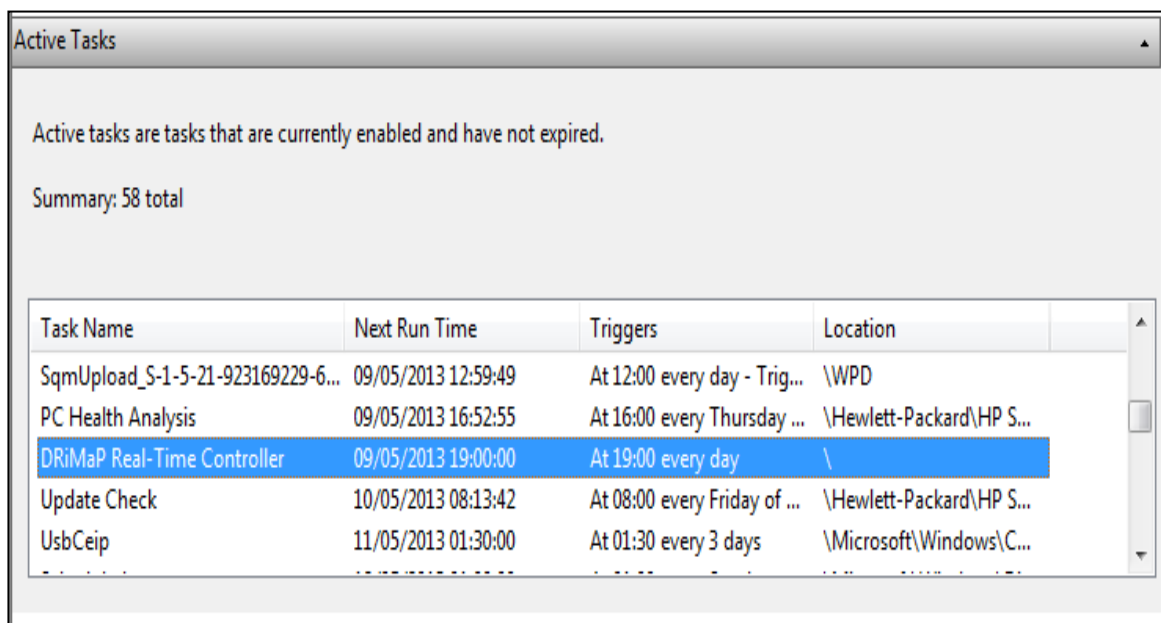 Active Tasks
Active tasks are tasks that are currently enabled and have not expired.
Summary: 58 total
Task Name Next Run Time Triggers Location
SqmUpload_S-1-5-21-923169229-6... 09/05/2013 12:59:49 At 12:00 every day - Trig... \WPD
PC Health Analysis 09/05/2013 16:52:55 At 16:00 every Thursday ... \Hewlett-Packard\HP S...
DRiMaP Real-Time Controller 09/05/2013 19:00:00 At 19:00 every day \
Update Check 10/05/2013 08:13:42 At 08:00 every Friday of ... \Hewlett-Packard\HP S...
UsbCeip 11/05/2013 01:30:00 At 01:30 every 3 days \Microsoft\Windows\C...